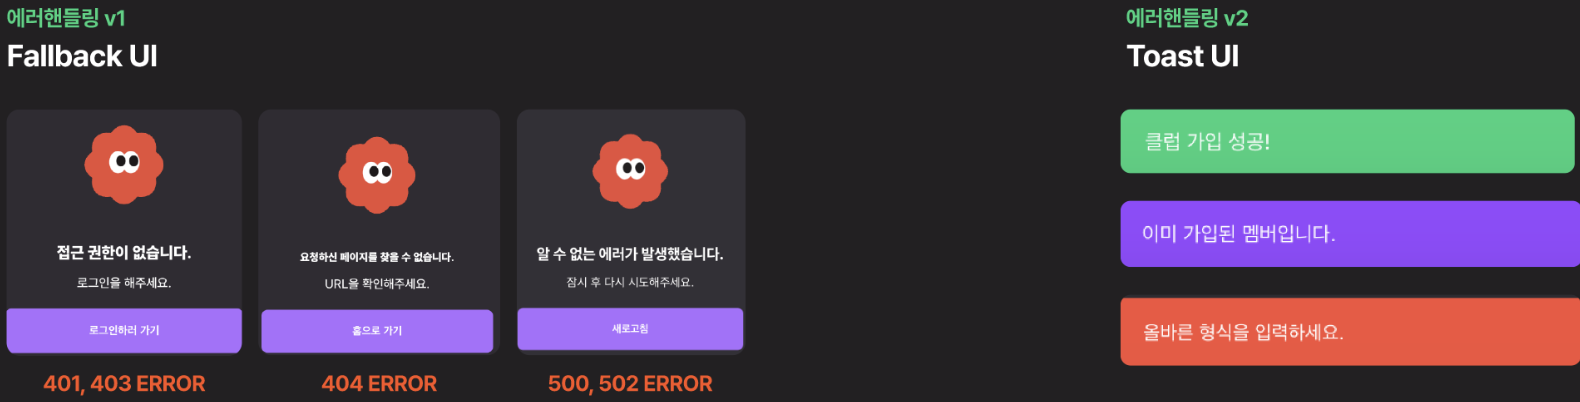 에러핸들링 v1
Fallback UI
접근 권한이 없습니다.
로그인을 해주세요.
로그인하러 가기
401, 403 ERROR
요청하신 페이지를 찾을 수 없습니다.
URL을 확인해주세요.
홈으로 가기
404 ERROR
알 수 없는 에러가 발생했습니다.
잠시 후 다시 시도해주세요.
새로고침
500, 502 ERROR
에러핸들링 v2
Toast UI
클럽 가입 성공!
이미 가입된 멤버입니다.
올바른 형식을 입력하세요.